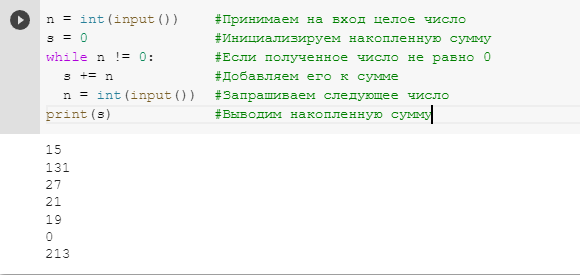 n = int(input())    #Принимаем на вход целое число
s = 0               #Инициализируем накопленную сумму
while n != 0:       #Если полученное число не равно 0
  s += n            #Добавляем его к сумме
  n = int(input())  #Запрашиваем следующее число
print(s)            #Выводим накопленную сумму
15
131
27
21
19
0
213